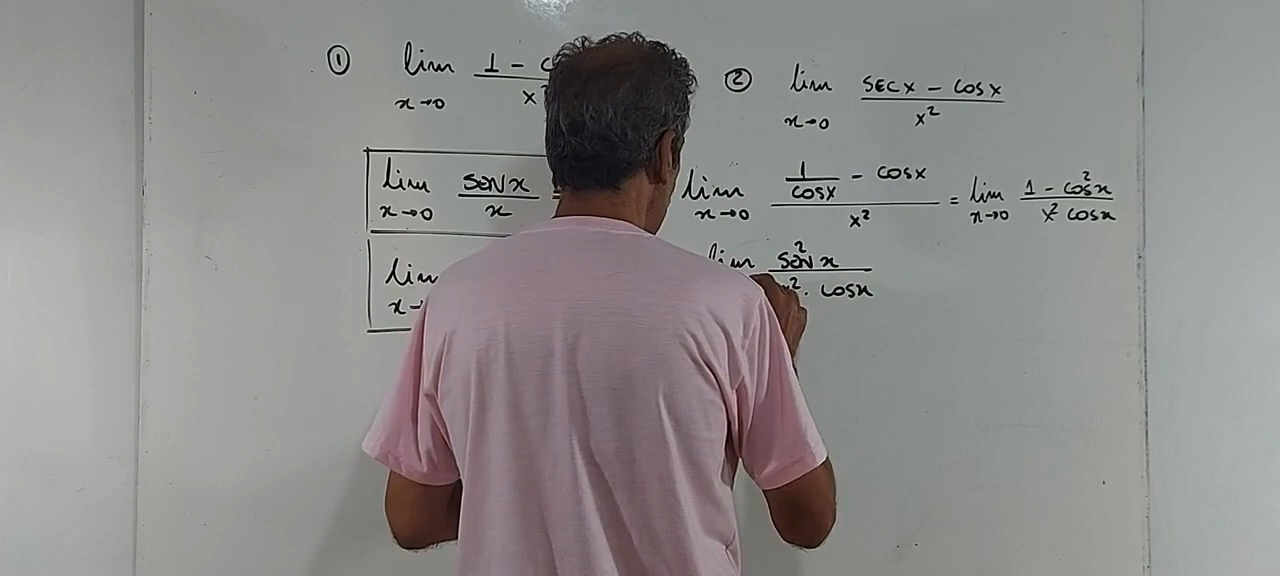 ① lim 1 -
x→0 x
lim SENX
x→0 x
lim
x→
② lim SECX - COSX
x→0 x²
lim 1/COSX - COSX = lim 1 - COS²x
x→0 x² x→0 x² COSx
lim SEN²x
x² . COSx